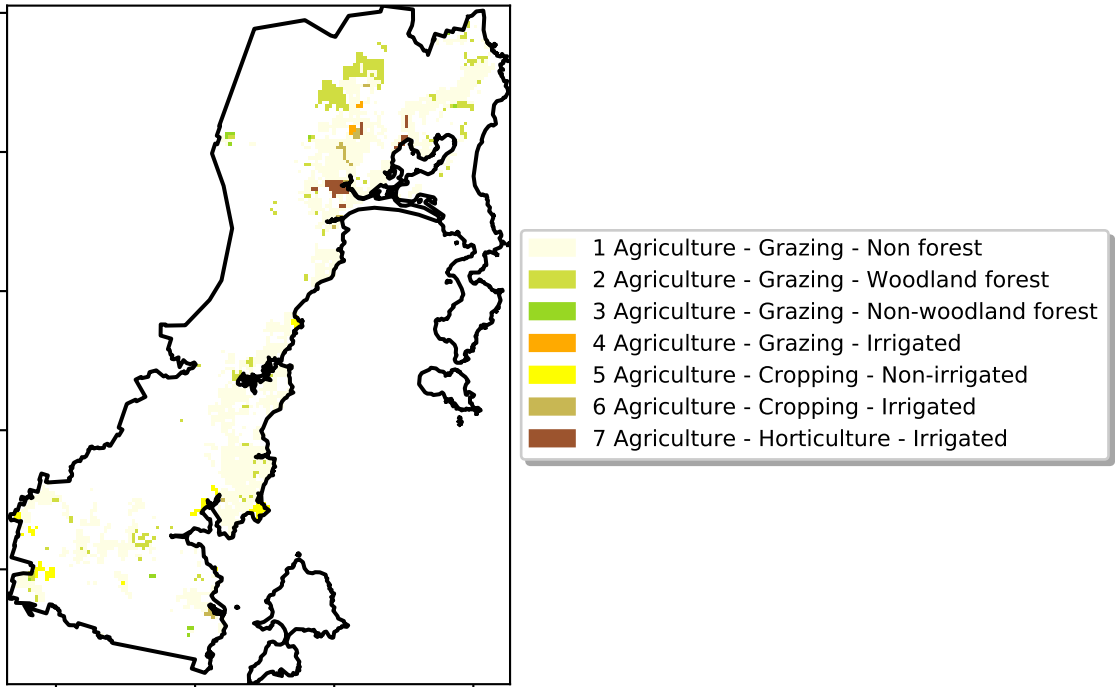 1 Agriculture - Grazing - Non forest
2 Agriculture - Grazing - Woodland forest
3 Agriculture - Grazing - Non-woodland forest
4 Agriculture - Grazing - Irrigated
5 Agriculture - Cropping - Non-irrigated
6 Agriculture - Cropping - Irrigated
7 Agriculture - Horticulture - Irrigated